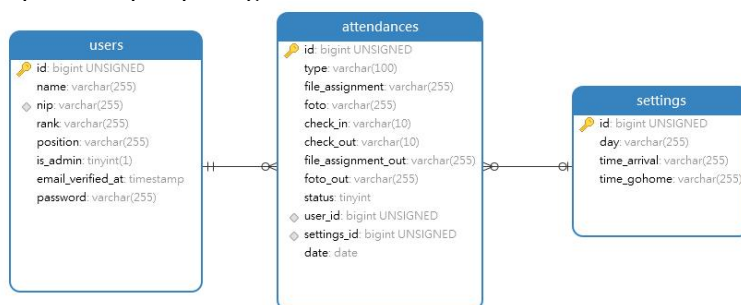 users
id: bigint UNSIGNED
name: varchar(255)
nip: varchar(255)
rank: varchar(255)
position: varchar(255)
is_admin: tinyint(1)
email_verified_at: timestamp
password: varchar(255)
attendances
id: bigint UNSIGNED
type: varchar(100)
file_assignment: varchar(255)
foto: varchar(255)
check_in: varchar(10)
check_out: varchar(10)
file_assignment_out: varchar(255)
foto_out: varchar(255)
status: tinyint
user_id: bigint UNSIGNED
settings_id: bigint UNSIGNED
date: date
settings
id: bigint UNSIGNED
day: varchar(255)
time_arrival: varchar(255)
time_gohome: varchar(255)